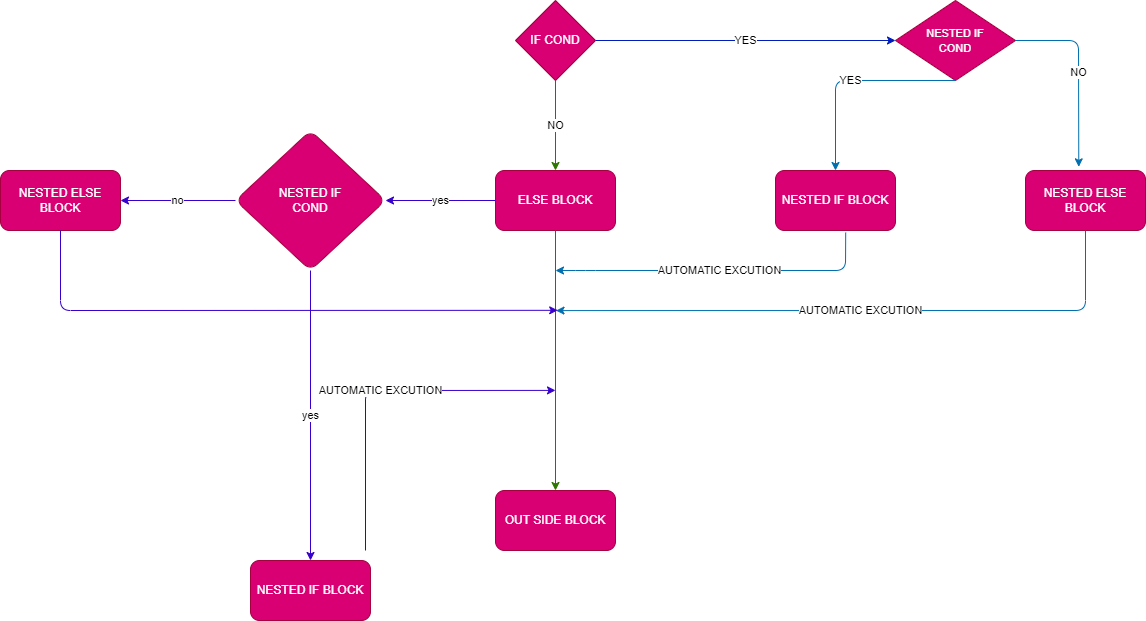 IF COND
YES
NESTED IF
COND
NO
YES
NO
NESTED ELSE
BLOCK
no
NESTED IF
COND
yes
ELSE BLOCK
NESTED IF BLOCK
NESTED ELSE
BLOCK
AUTOMATIC EXCUTION
AUTOMATIC EXCUTION
AUTOMATIC EXCUTION
yes
OUT SIDE BLOCK
NESTED IF BLOCK